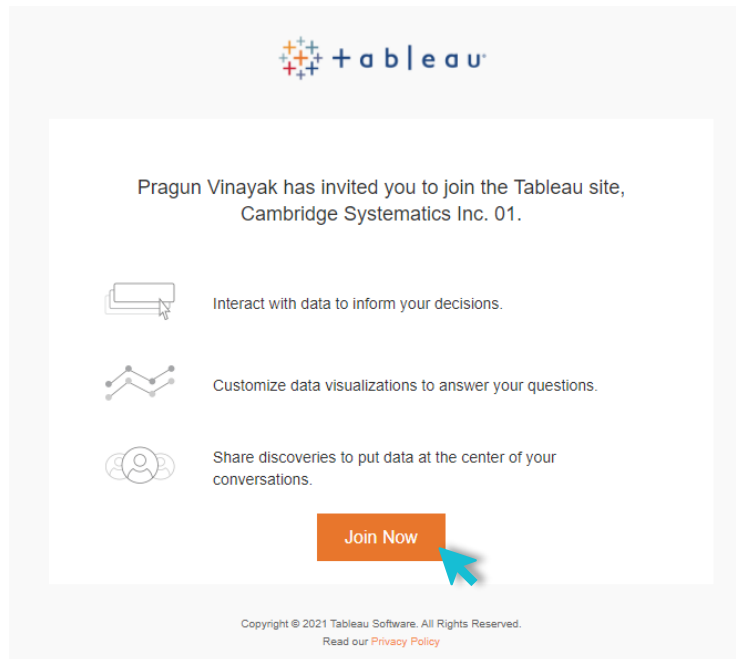 +ableau
Pragun Vinayak has invited you to join the Tableau site,
Cambridge Systematics Inc. 01.
Interact with data to inform your decisions.
Customize data visualizations to answer your questions.
Share discoveries to put data at the center of your
conversations.
Join Now
Copyright © 2021 Tableau Software. All Rights Reserved.
Read our Privacy Policy